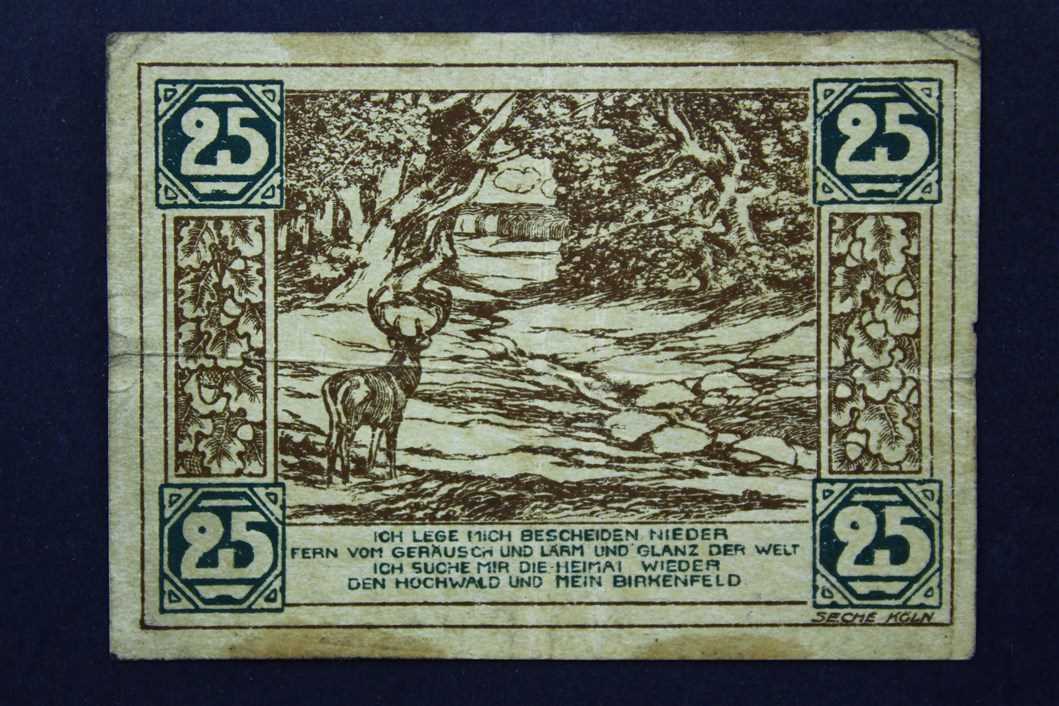 25 25
ICH LEGE MICH BESCHEIDEN NIEDER
FERN VOM GERÄUSCH UND LÄRM UND GLANZ DER WELT
ICH SUCHE MIR DIE HEIMAT WIEDER
DEN HOCHWALD UND MEIN BIRKENFELD
25 25
SECHE KÖLN